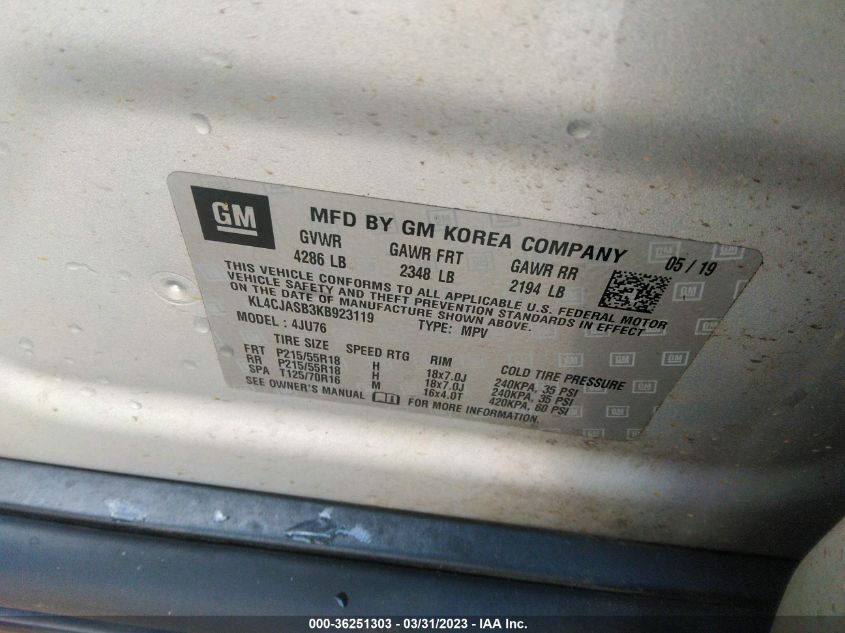 GM
MFD BY GM KOREA COMPANY 05 / 19
GVWR GAWR FRT GAWR RR
4286 LB 2348 LB 2194 LB
THIS VEHICLE CONFORMS TO ALL APPLICABLE U.S. FEDERAL MOTOR
VEHICLE SAFETY AND THEFT PREVENTION STANDARDS IN EFFECT
ON THE DATE OF MANUFACTURE SHOWN ABOVE.
KL4CJASB3KB923119 TYPE: MPV
MODEL : 4JU76
TIRE SIZE SPEED RTG RIM COLD TIRE PRESSURE
FRT P215/55R18 H 18x7.0J 240KPA, 35 PSI
RR P215/55R18 H 18x7.0J 240KPA, 35 PSI
SPA T125/70R16 M 16x4.0T 420KPA, 60 PSI
SEE OWNER'S MANUAL FOR MORE INFORMATION.
000-36251303 - 03/31/2023 - IAA Inc.